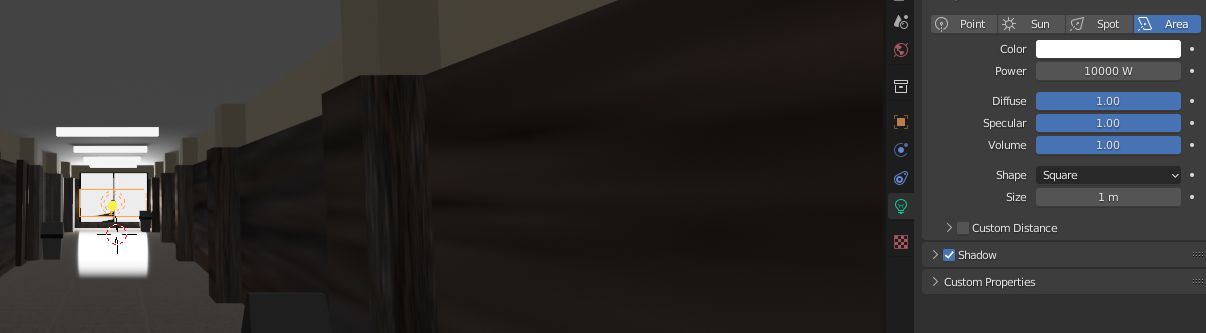 Point Sun Spot Area
Color
Power 10000 W
Diffuse 1.00
Specular 1.00
Volume 1.00
Shape Square
Size 1 m
Custom Distance
Shadow
Custom Properties